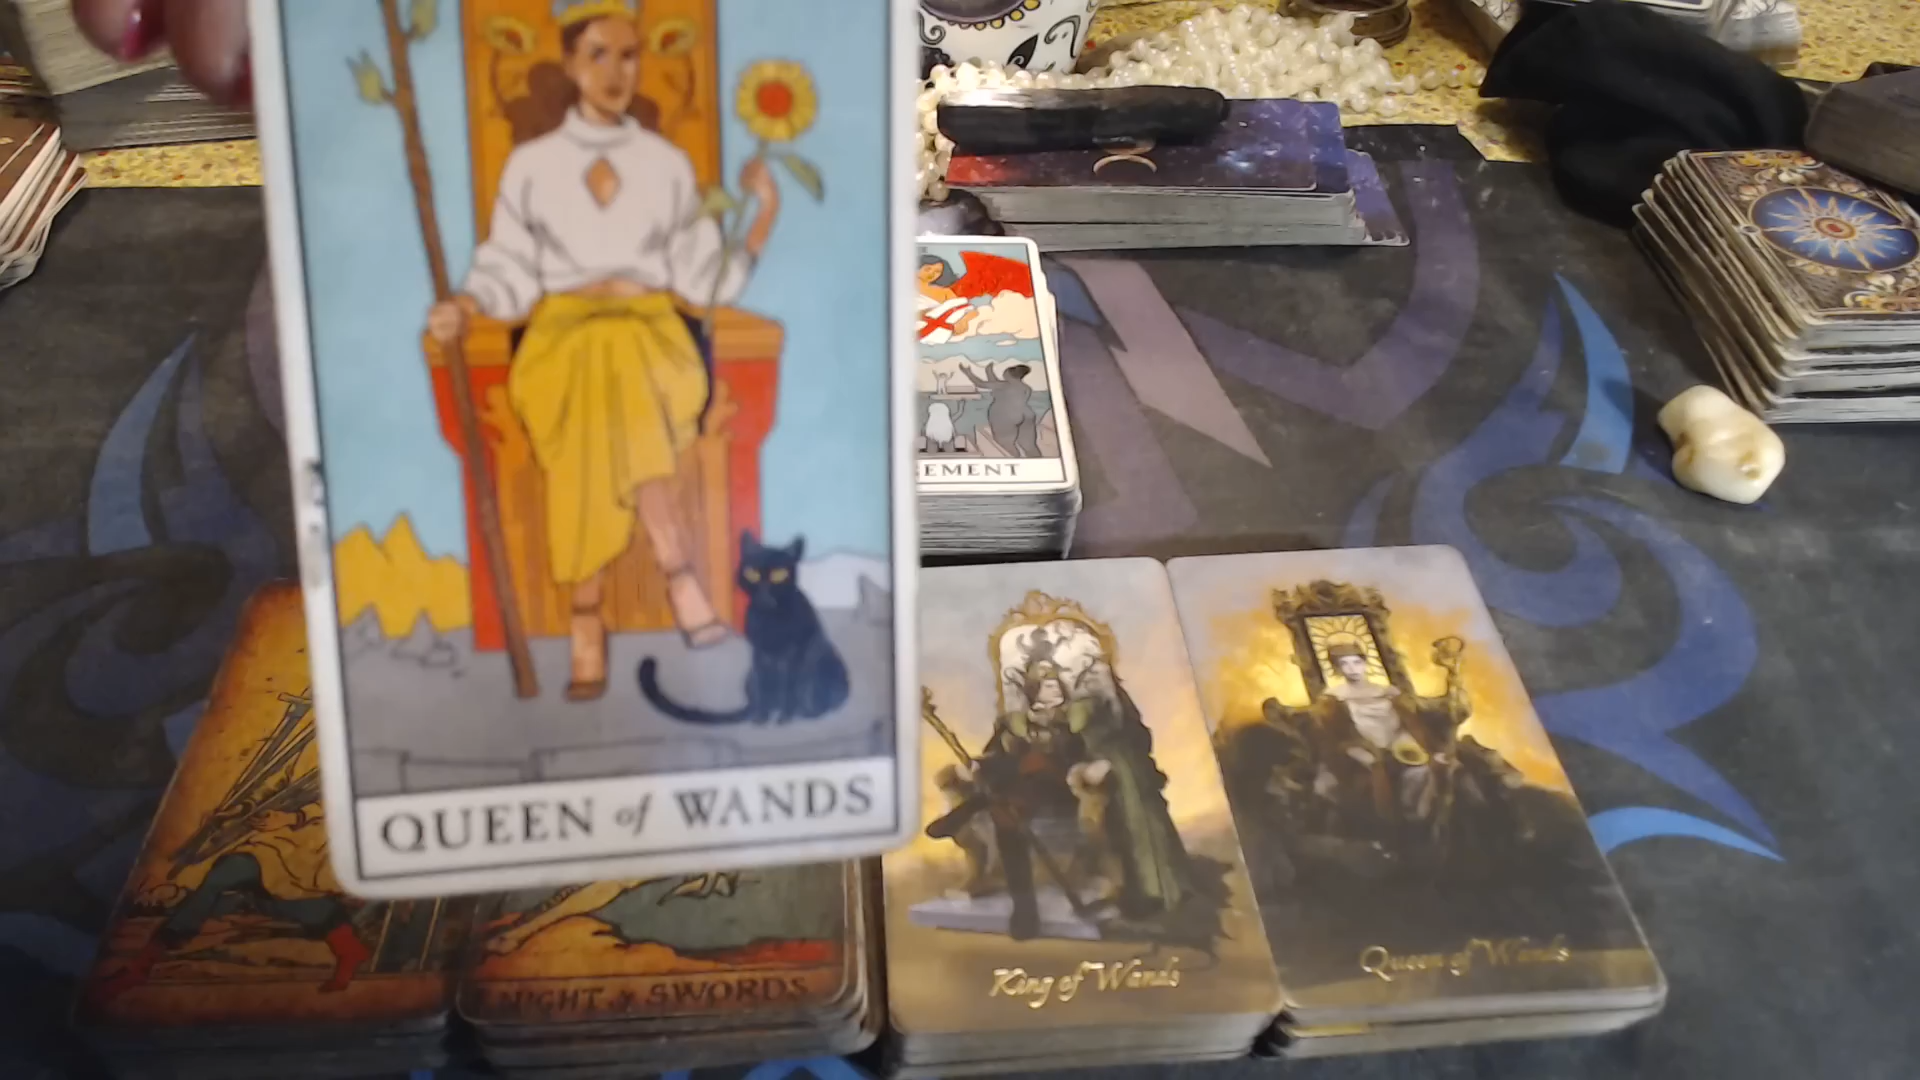 EMENT
QUEEN of WANDS
NIGHT of SWORDS
King of Wands
Queen of Wands